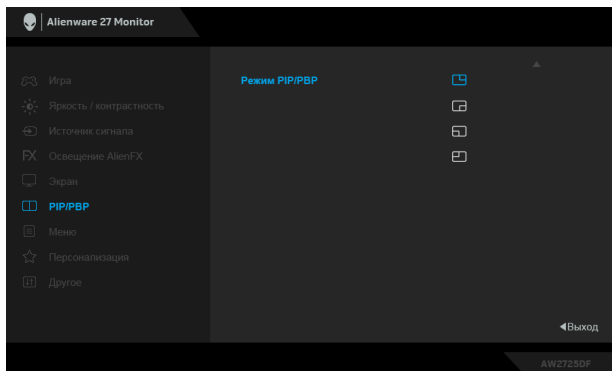 Alienware 27 Monitor
Игра
Режим PIP/PBP
Яркость / контрастность
Источник сигнала
FX Освещение AlienFX
Экран
PIP/PBP
Меню
Персонализация
Другое
Выход
AW2725DF